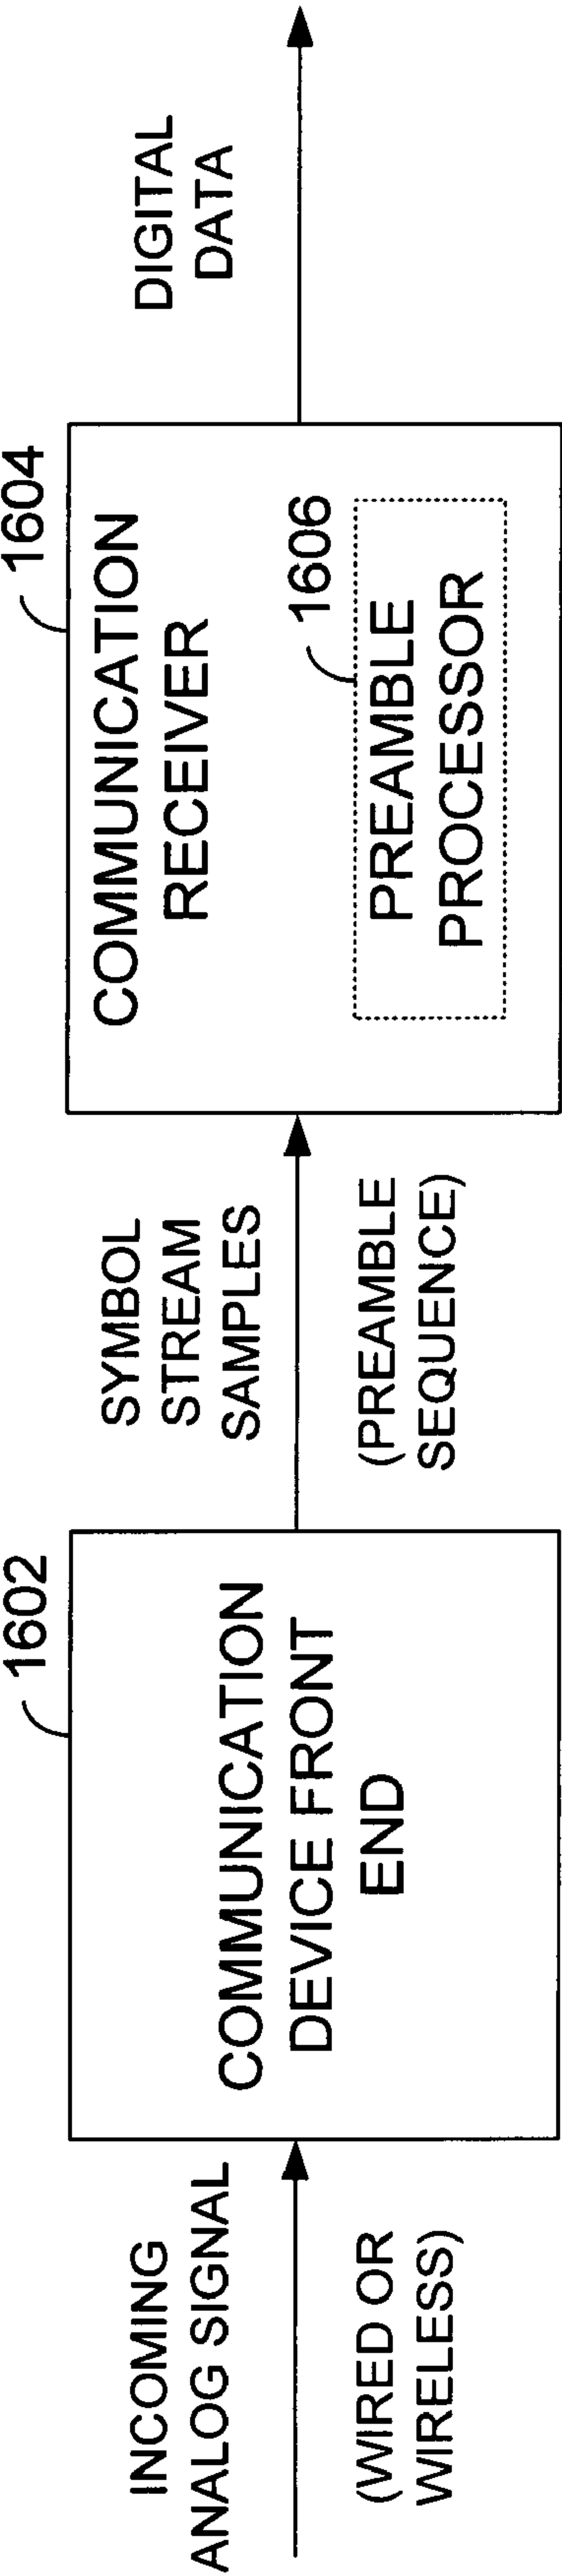 INCOMING
ANALOG SIGNAL
(WIRED OR
WIRELESS)
1602
COMMUNICATION
DEVICE FRONT
END
SYMBOL
STREAM
SAMPLES
(PREAMBLE
SEQUENCE)
1604
COMMUNICATION
RECEIVER
1606
PREAMBLE
PROCESSOR
DIGITAL
DATA